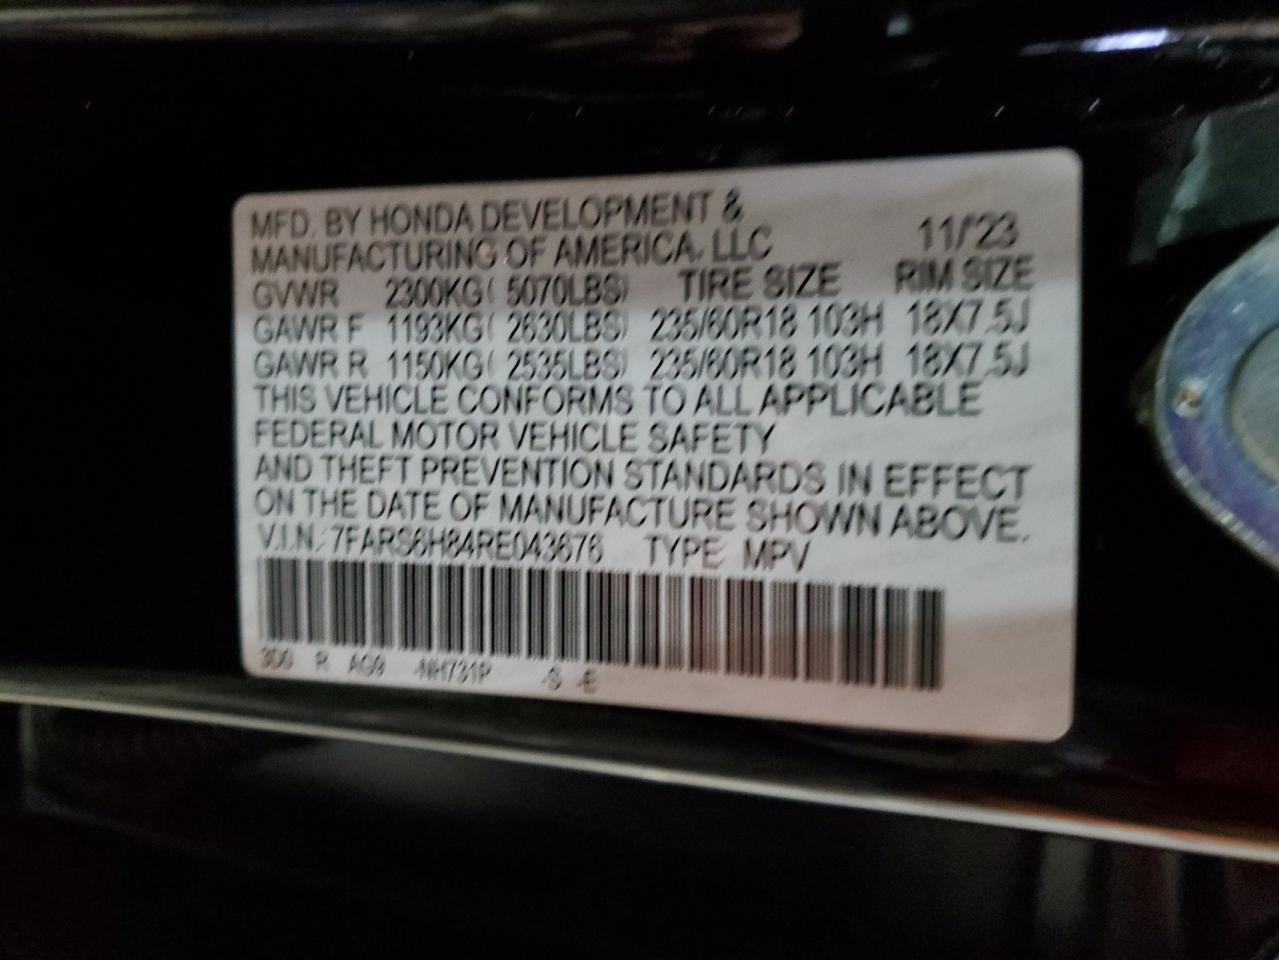 MFD. BY HONDA DEVELOPMENT &
MANUFACTURING OF AMERICA, LLC 11/'23
GVWR 2300KG( 5070LBS) TIRE SIZE RIM SIZE
GAWR F 1193KG( 2630LBS) 235/60R18 103H 18X7.5J
GAWR R 1150KG( 2535LBS) 235/60R18 103H 18X7.5J
THIS VEHICLE CONFORMS TO ALL APPLICABLE
FEDERAL MOTOR VEHICLE SAFETY
AND THEFT PREVENTION STANDARDS IN EFFECT
ON THE DATE OF MANUFACTURE SHOWN ABOVE.
V.I.N.: 7FARS6H84RE043676 TYPE: MPV
3D0 R AG9 -NH731P -S -E